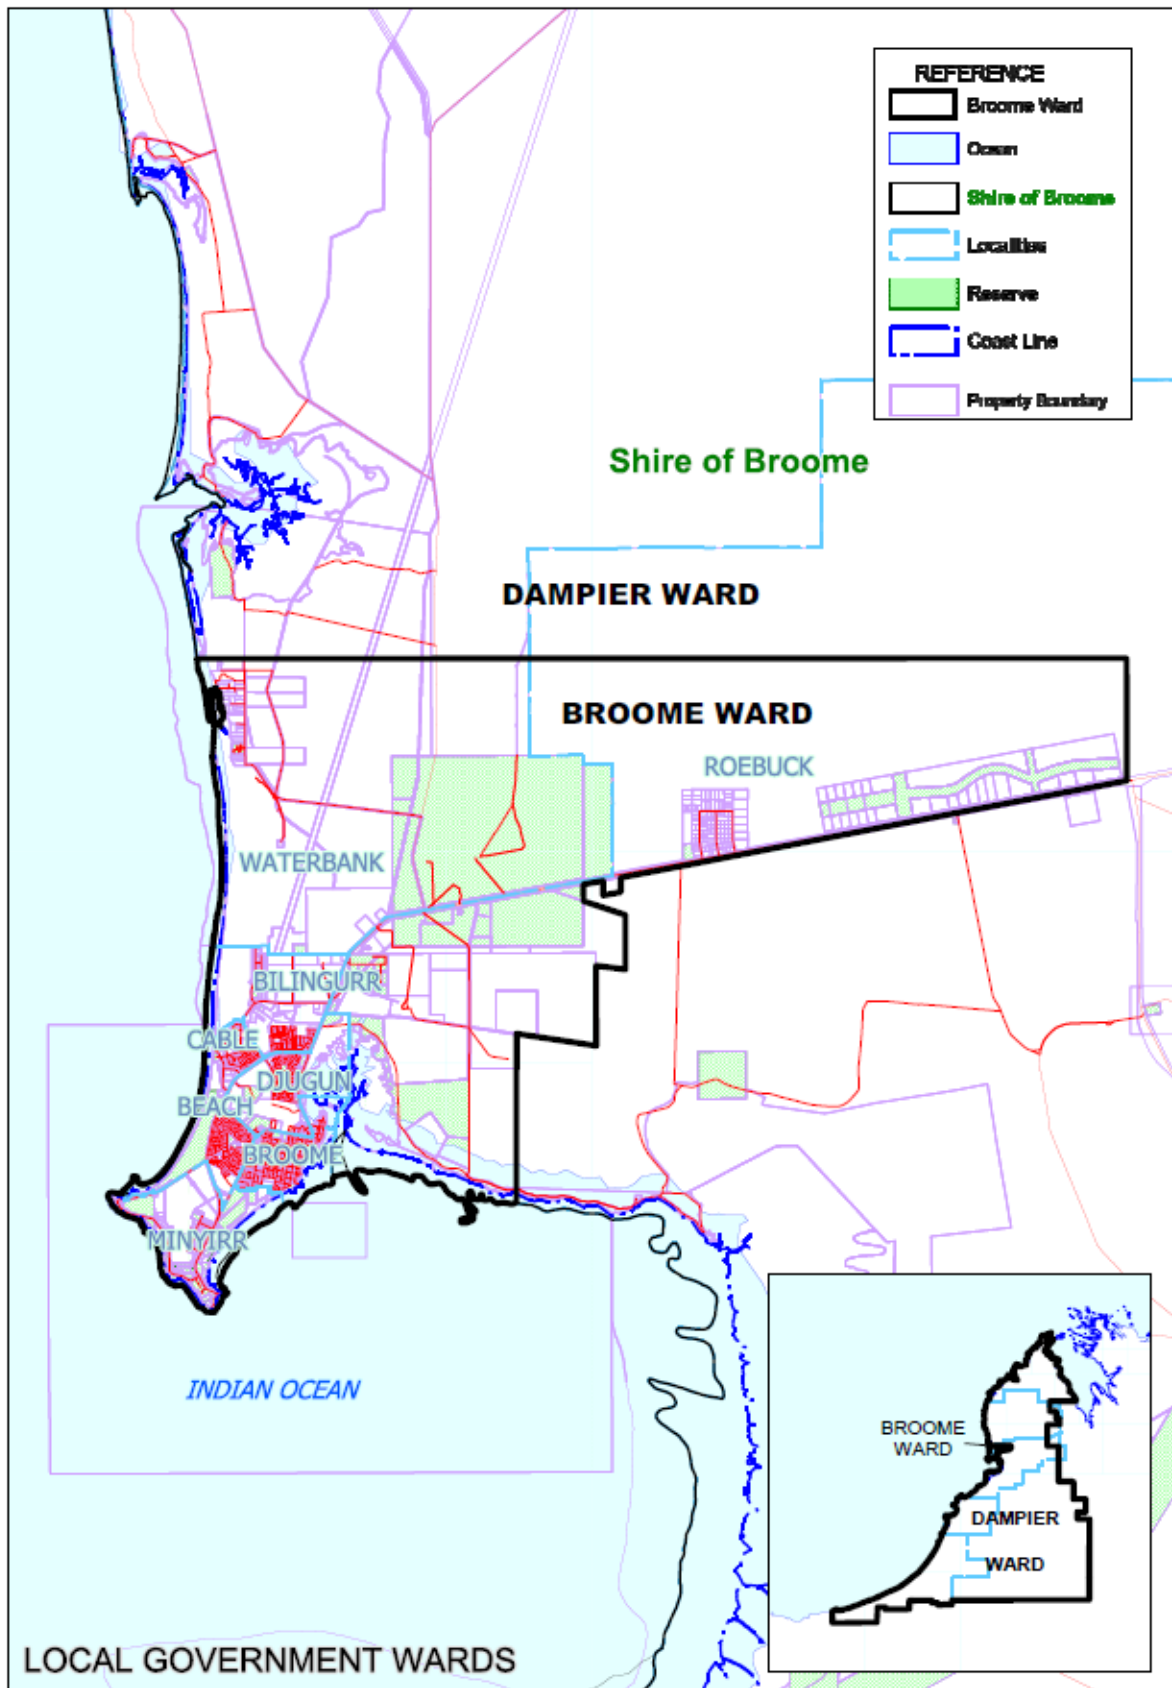 REFERENCE
Broome Ward
Ocean
Shire of Broome
Localities
Reserve
Coast Line
Property Boundary
Shire of Broome
DAMPIER WARD
BROOME WARD
ROEBUCK
WATERBANK
BILINGURR
CABLE
DJUGUN
BEACH
BROOME
MINYIRR
INDIAN OCEAN
BROOME
WARD
DAMPIER
WARD
LOCAL GOVERNMENT WARDS